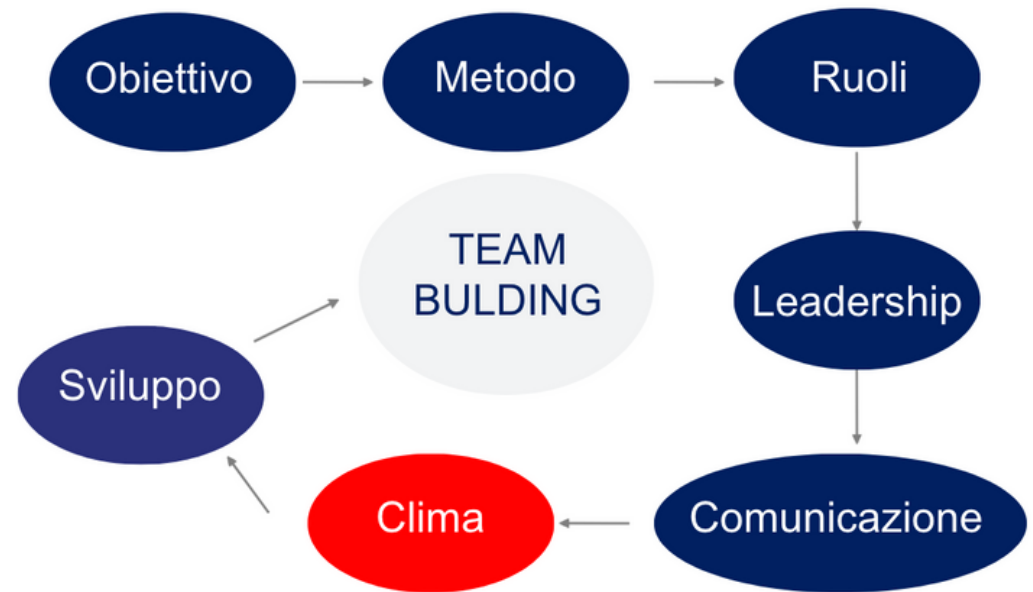 Obiettivo
Metodo
Ruoli
TEAM
BULDING
Leadership
Sviluppo
Clima
Comunicazione